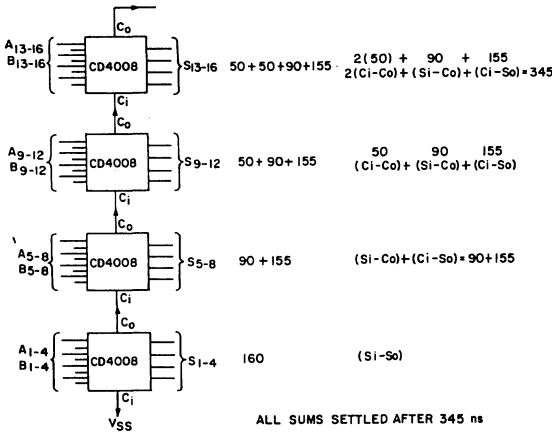 Co
A13-16
B13-16
CD4008
S13-16 50+50+90+155 2(50) + 90 + 155
2(Ci-Co)+(Si-Co)+(Ci-So)=345
Ci
Co
A9-12
B9-12
CD4008
S9-12 50+90+155 50 90 155
(Ci-Co)+(Si-Co)+(Ci-So)
Ci
Co
A5-8
B5-8
CD4008
S5-8 90+155 (Si-Co)+(Ci-So)=90+155
Ci
Co
A1-4
B1-4
CD4008
S1-4 160 (Si-So)
Ci
VSS
ALL SUMS SETTLED AFTER 345 ns